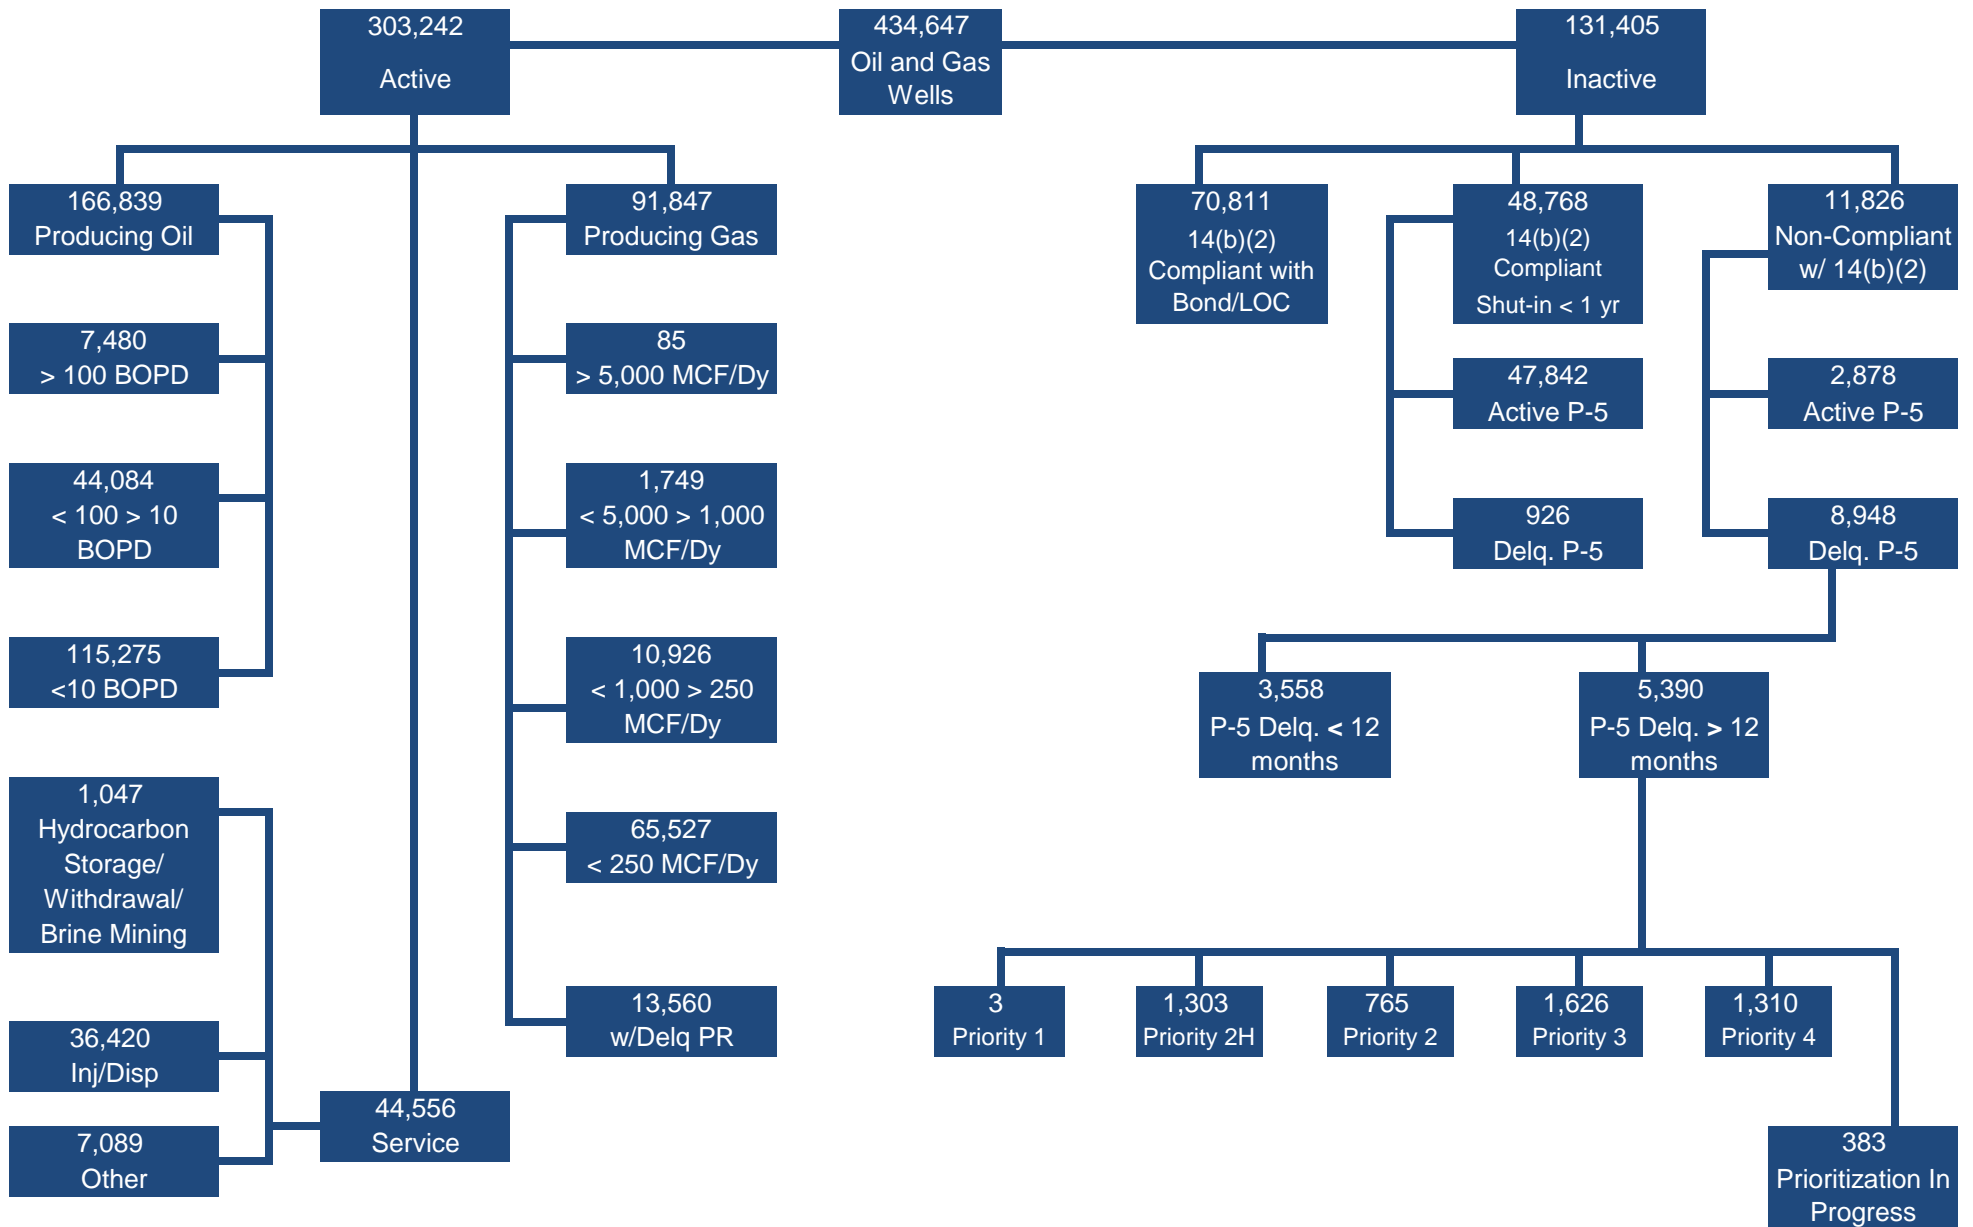 303,242
Active
434,647
Oil and Gas
Wells
131,405
Inactive
166,839
Producing Oil
7,480
> 100 BOPD
44,084
< 100 > 10
BOPD
115,275
<10 BOPD
91,847
Producing Gas
85
> 5,000 MCF/Dy
1,749
< 5,000 > 1,000
MCF/Dy
10,926
< 1,000 > 250
MCF/Dy
65,527
< 250 MCF/Dy
13,560
w/Delq PR
1,047
Hydrocarbon
Storage/
Withdrawal/
Brine Mining
36,420
Inj/Disp
7,089
Other
44,556
Service
70,811
14(b)(2)
Compliant with
Bond/LOC
48,768
14(b)(2)
Compliant
Shut-in < 1 yr
47,842
Active P-5
926
Delq. P-5
11,826
Non-Compliant
w/ 14(b)(2)
2,878
Active P-5
8,948
Delq. P-5
3,558
P-5 Delq. < 12
months
5,390
P-5 Delq. > 12
months
3
Priority 1
1,303
Priority 2H
765
Priority 2
1,626
Priority 3
1,310
Priority 4
383
Prioritization In
Progress